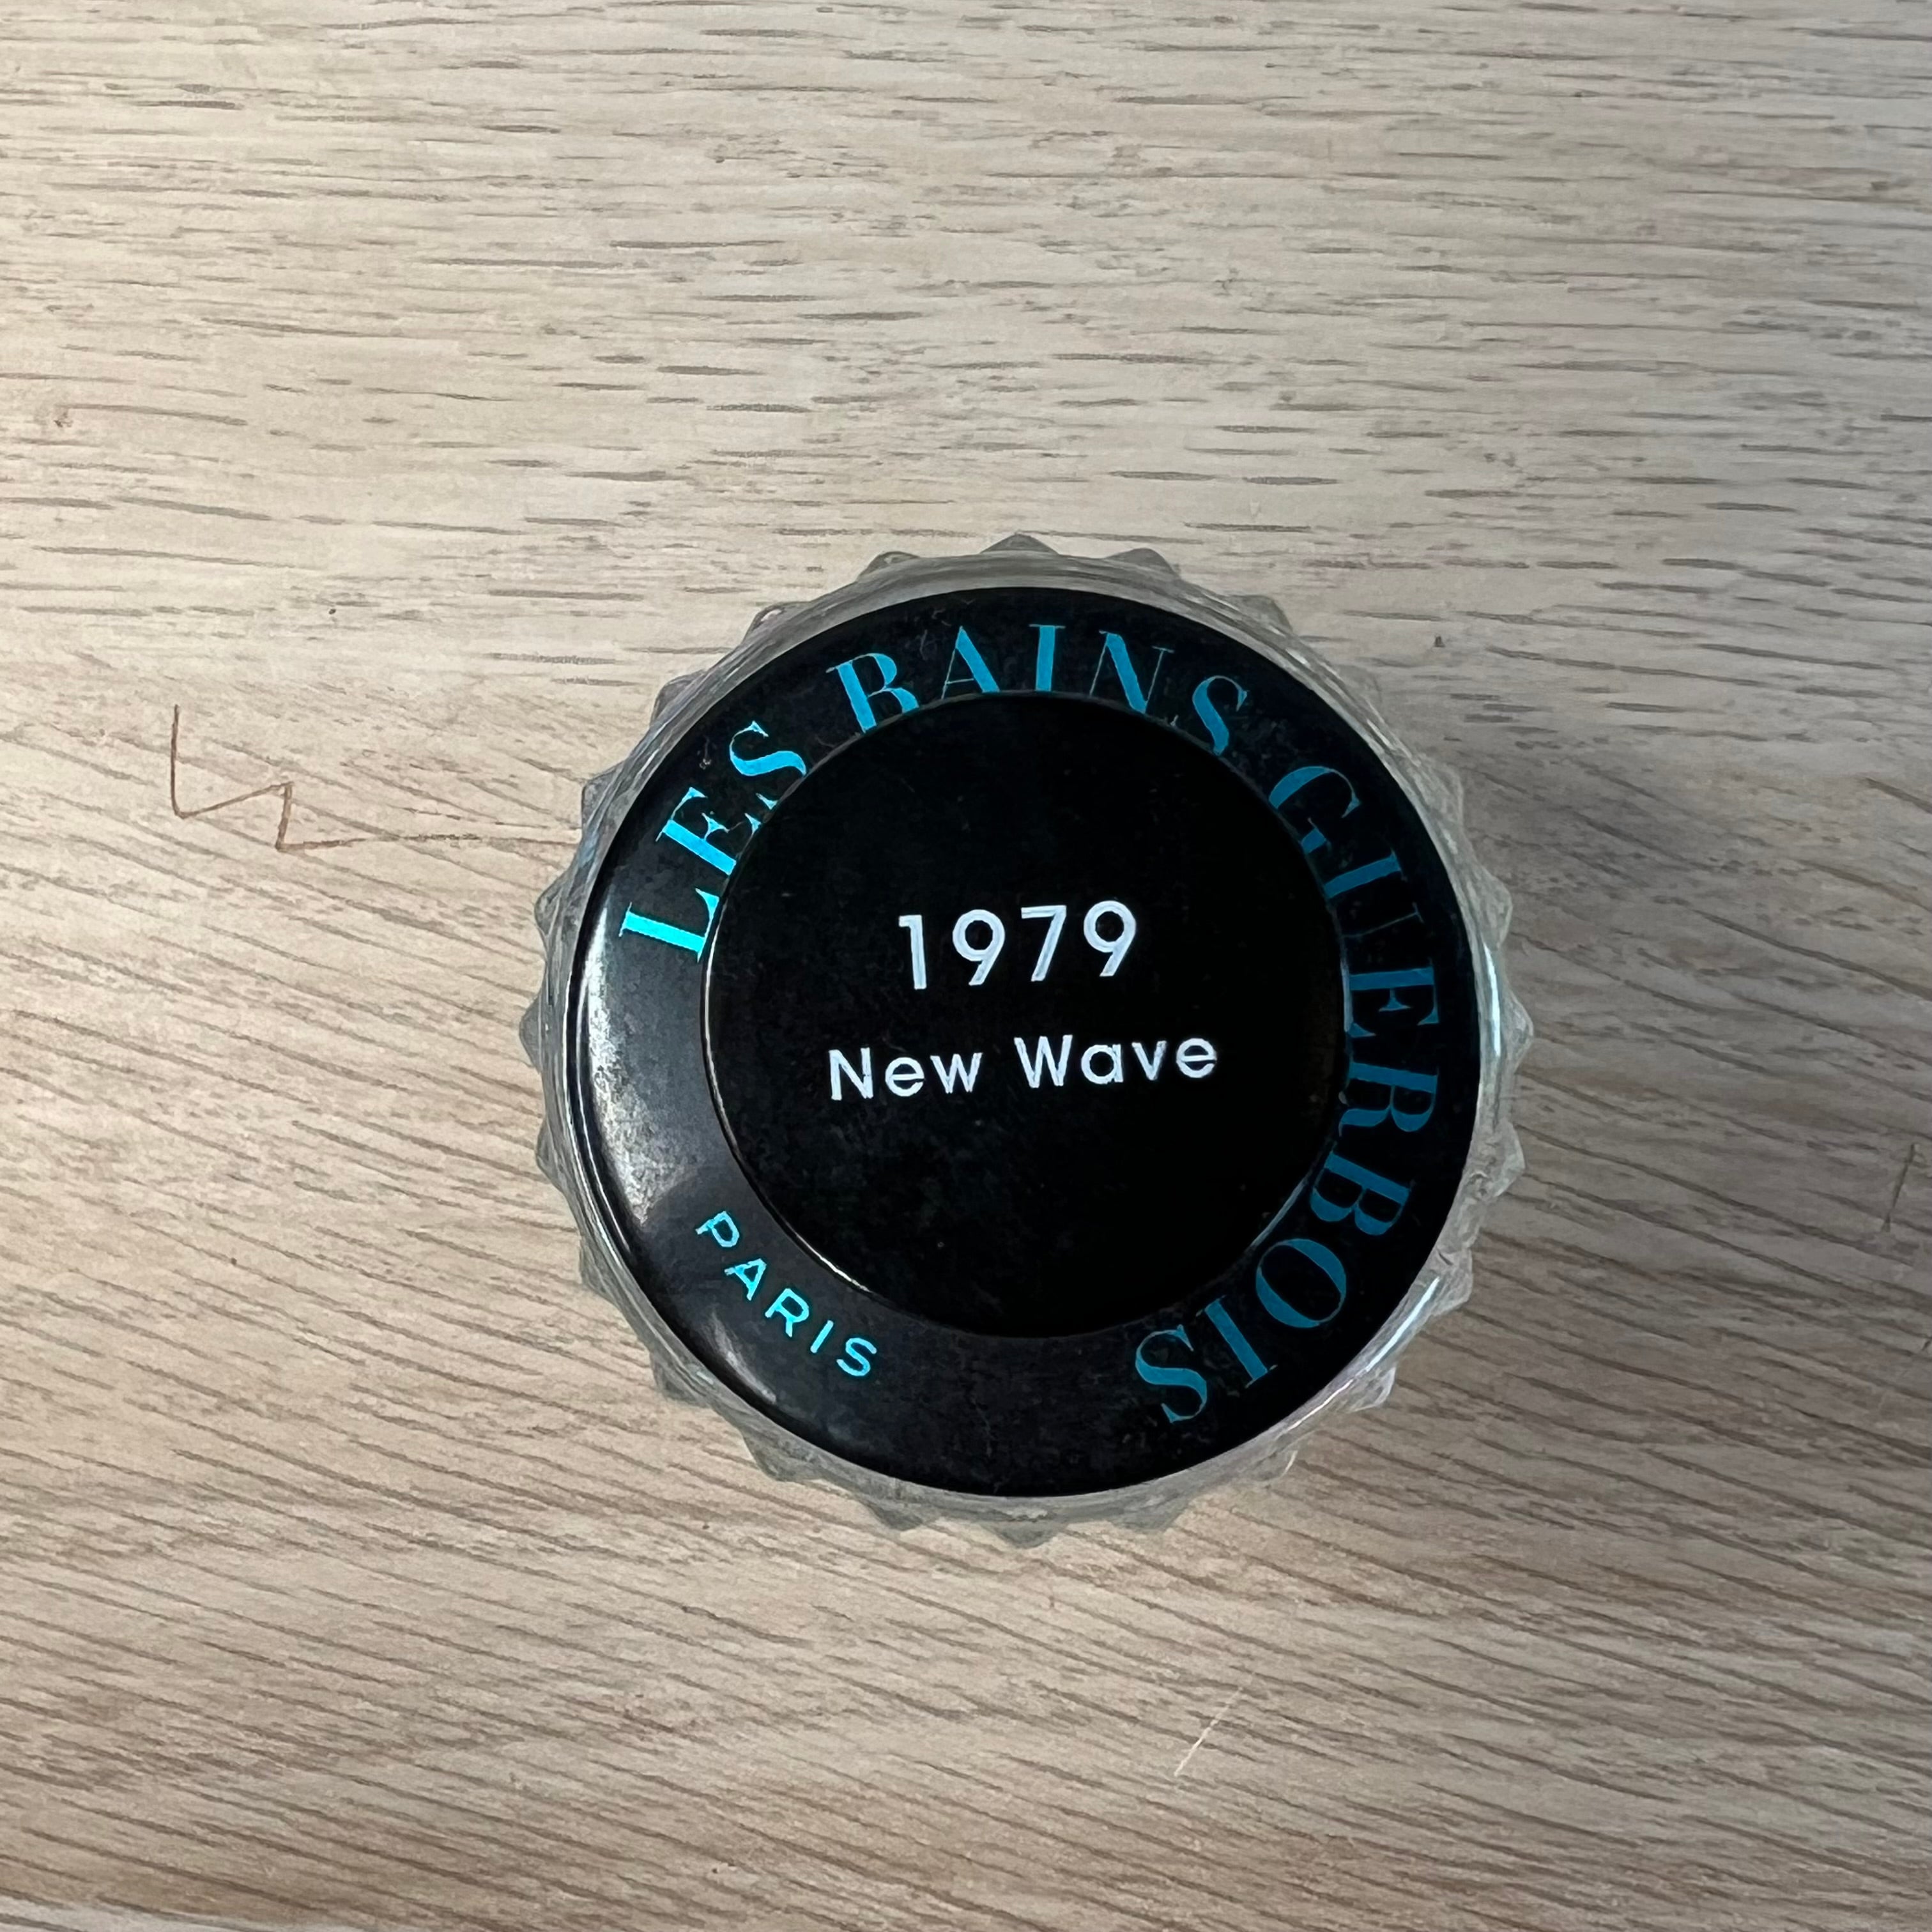 LES BAINS GUERBOIS
1979
New Wave
PARIS